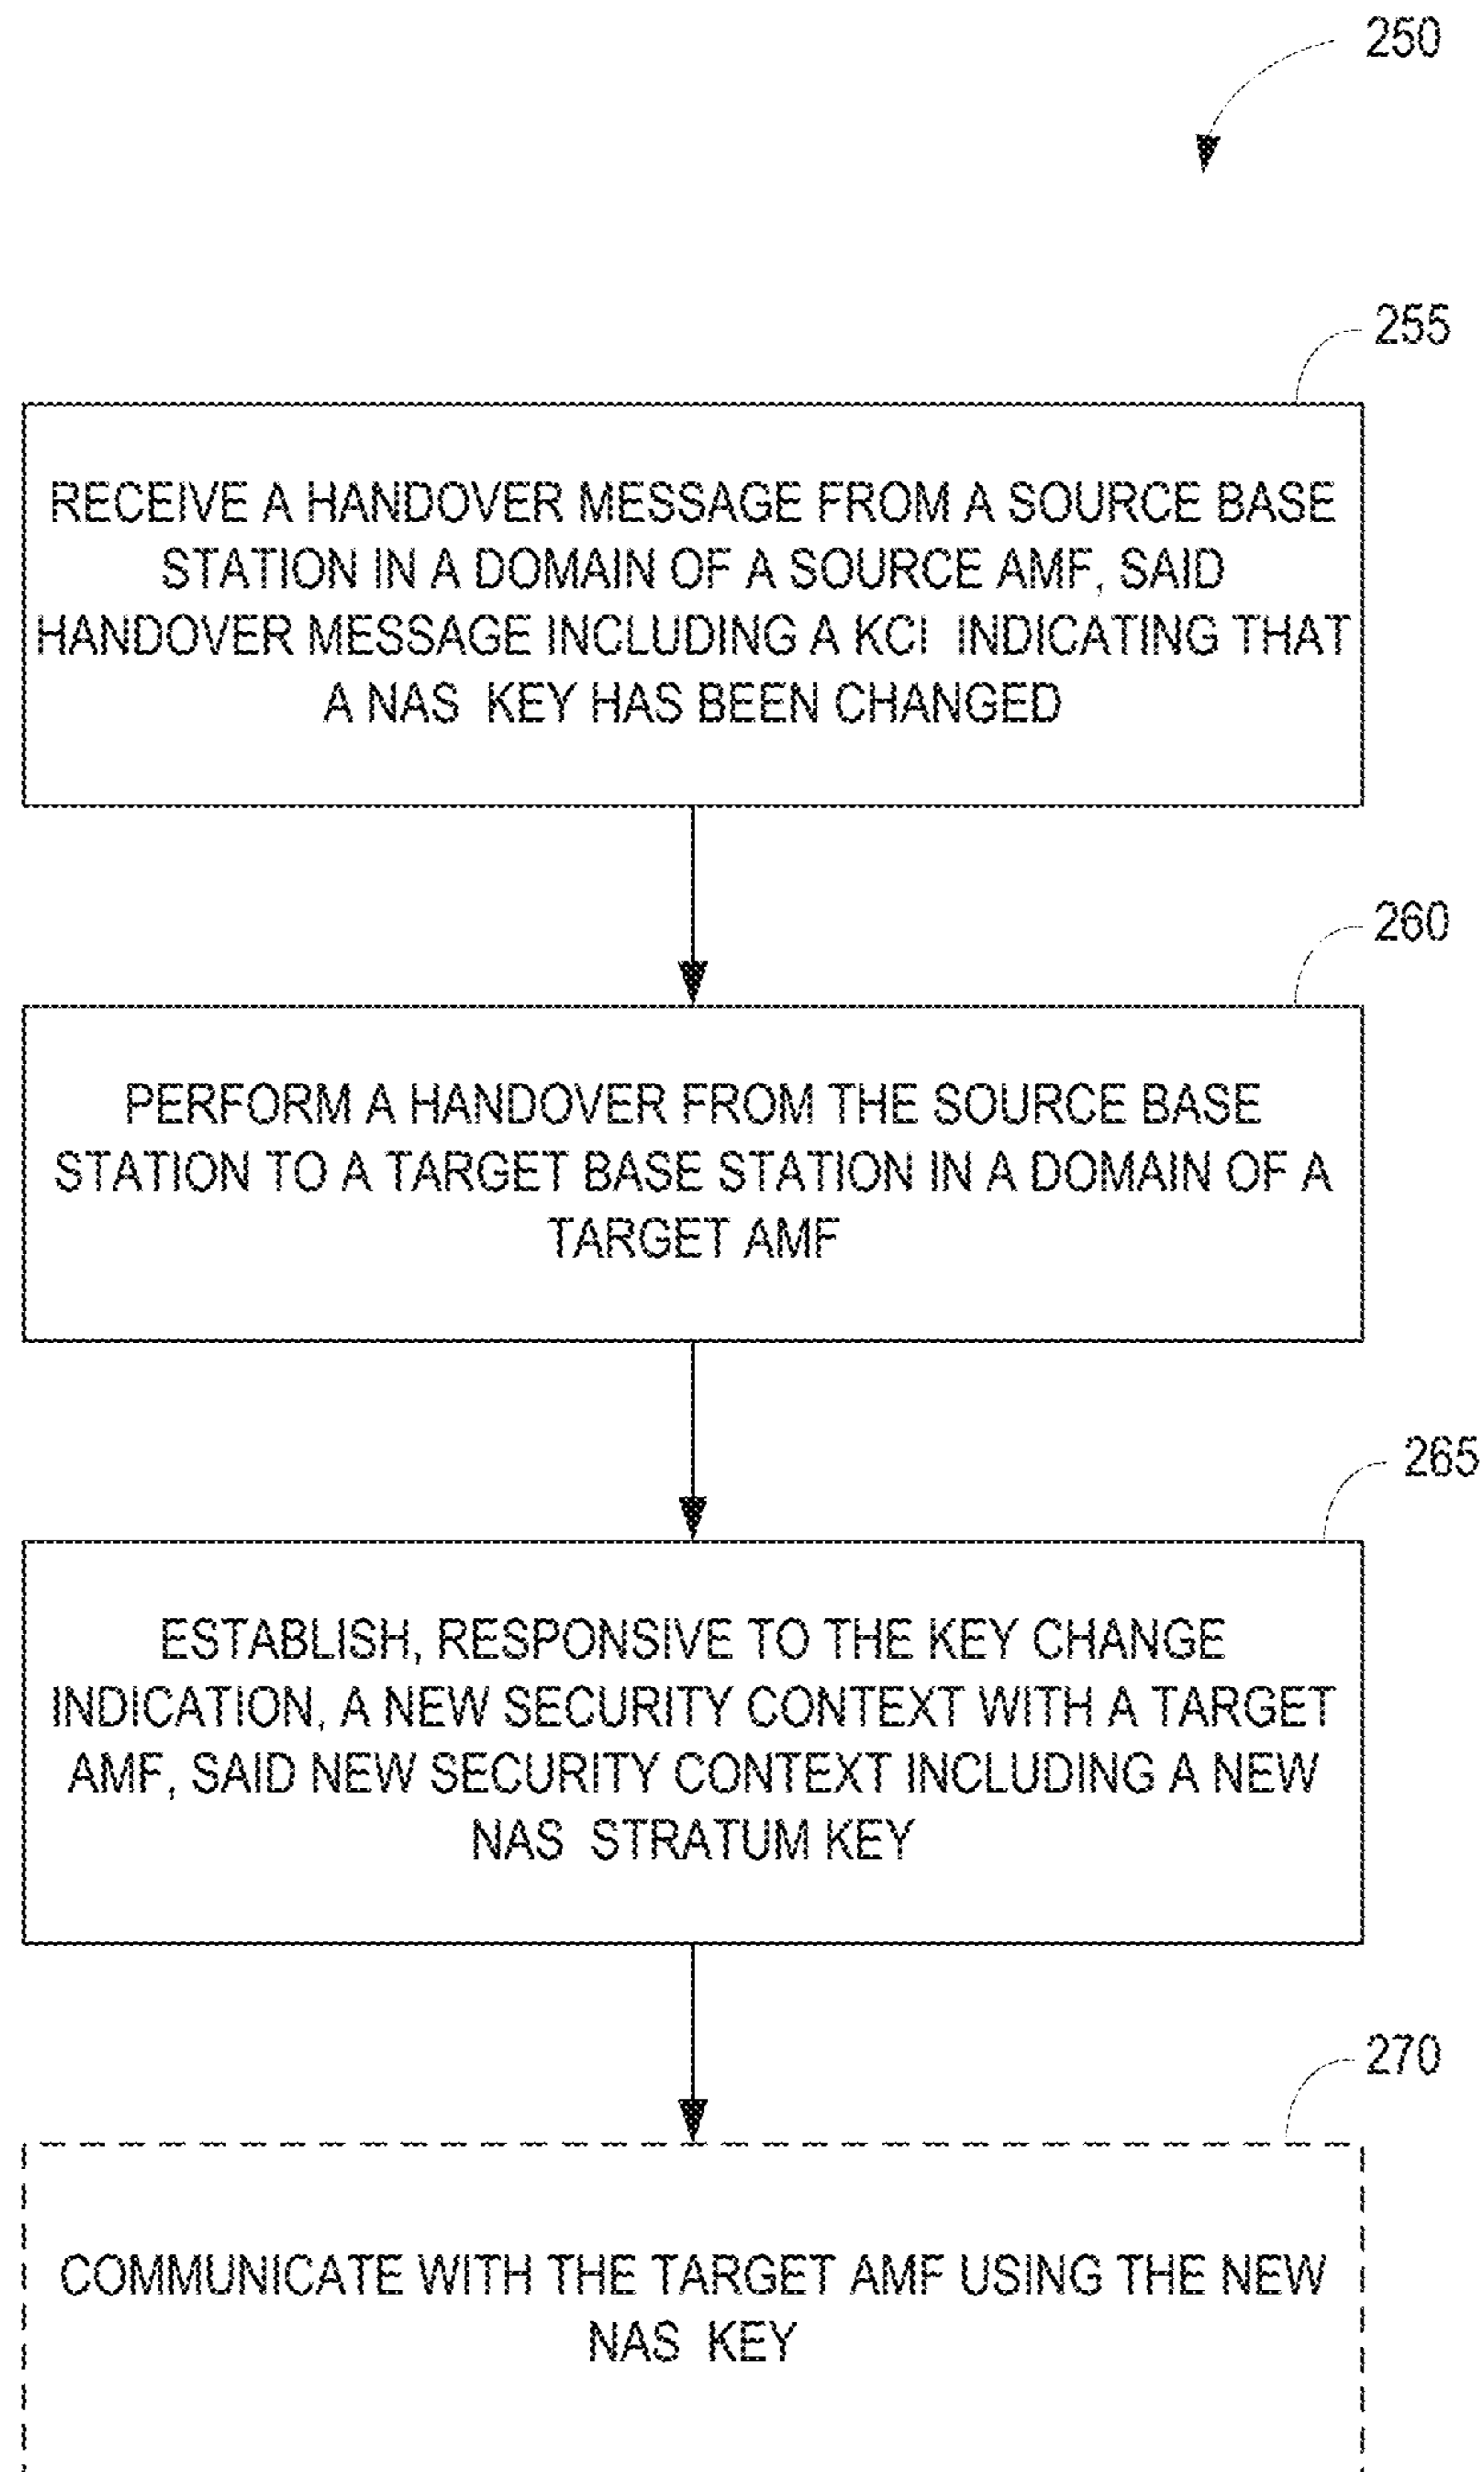 250
255
RECEIVE A HANDOVER MESSAGE FROM A SOURCE BASE
STATION IN A DOMAIN OF A SOURCE AMF, SAID
HANDOVER MESSAGE INCLUDING A KCI INDICATING THAT
A NAS KEY HAS BEEN CHANGED
260
PERFORM A HANDOVER FROM THE SOURCE BASE
STATION TO A TARGET BASE STATION IN A DOMAIN OF A
TARGET AMF
265
ESTABLISH, RESPONSIVE TO THE KEY CHANGE
INDICATION, A NEW SECURITY CONTEXT WITH A TARGET
AMF, SAID NEW SECURITY CONTEXT INCLUDING A NEW
NAS STRATUM KEY
270
COMMUNICATE WITH THE TARGET AMF USING THE NEW
NAS KEY